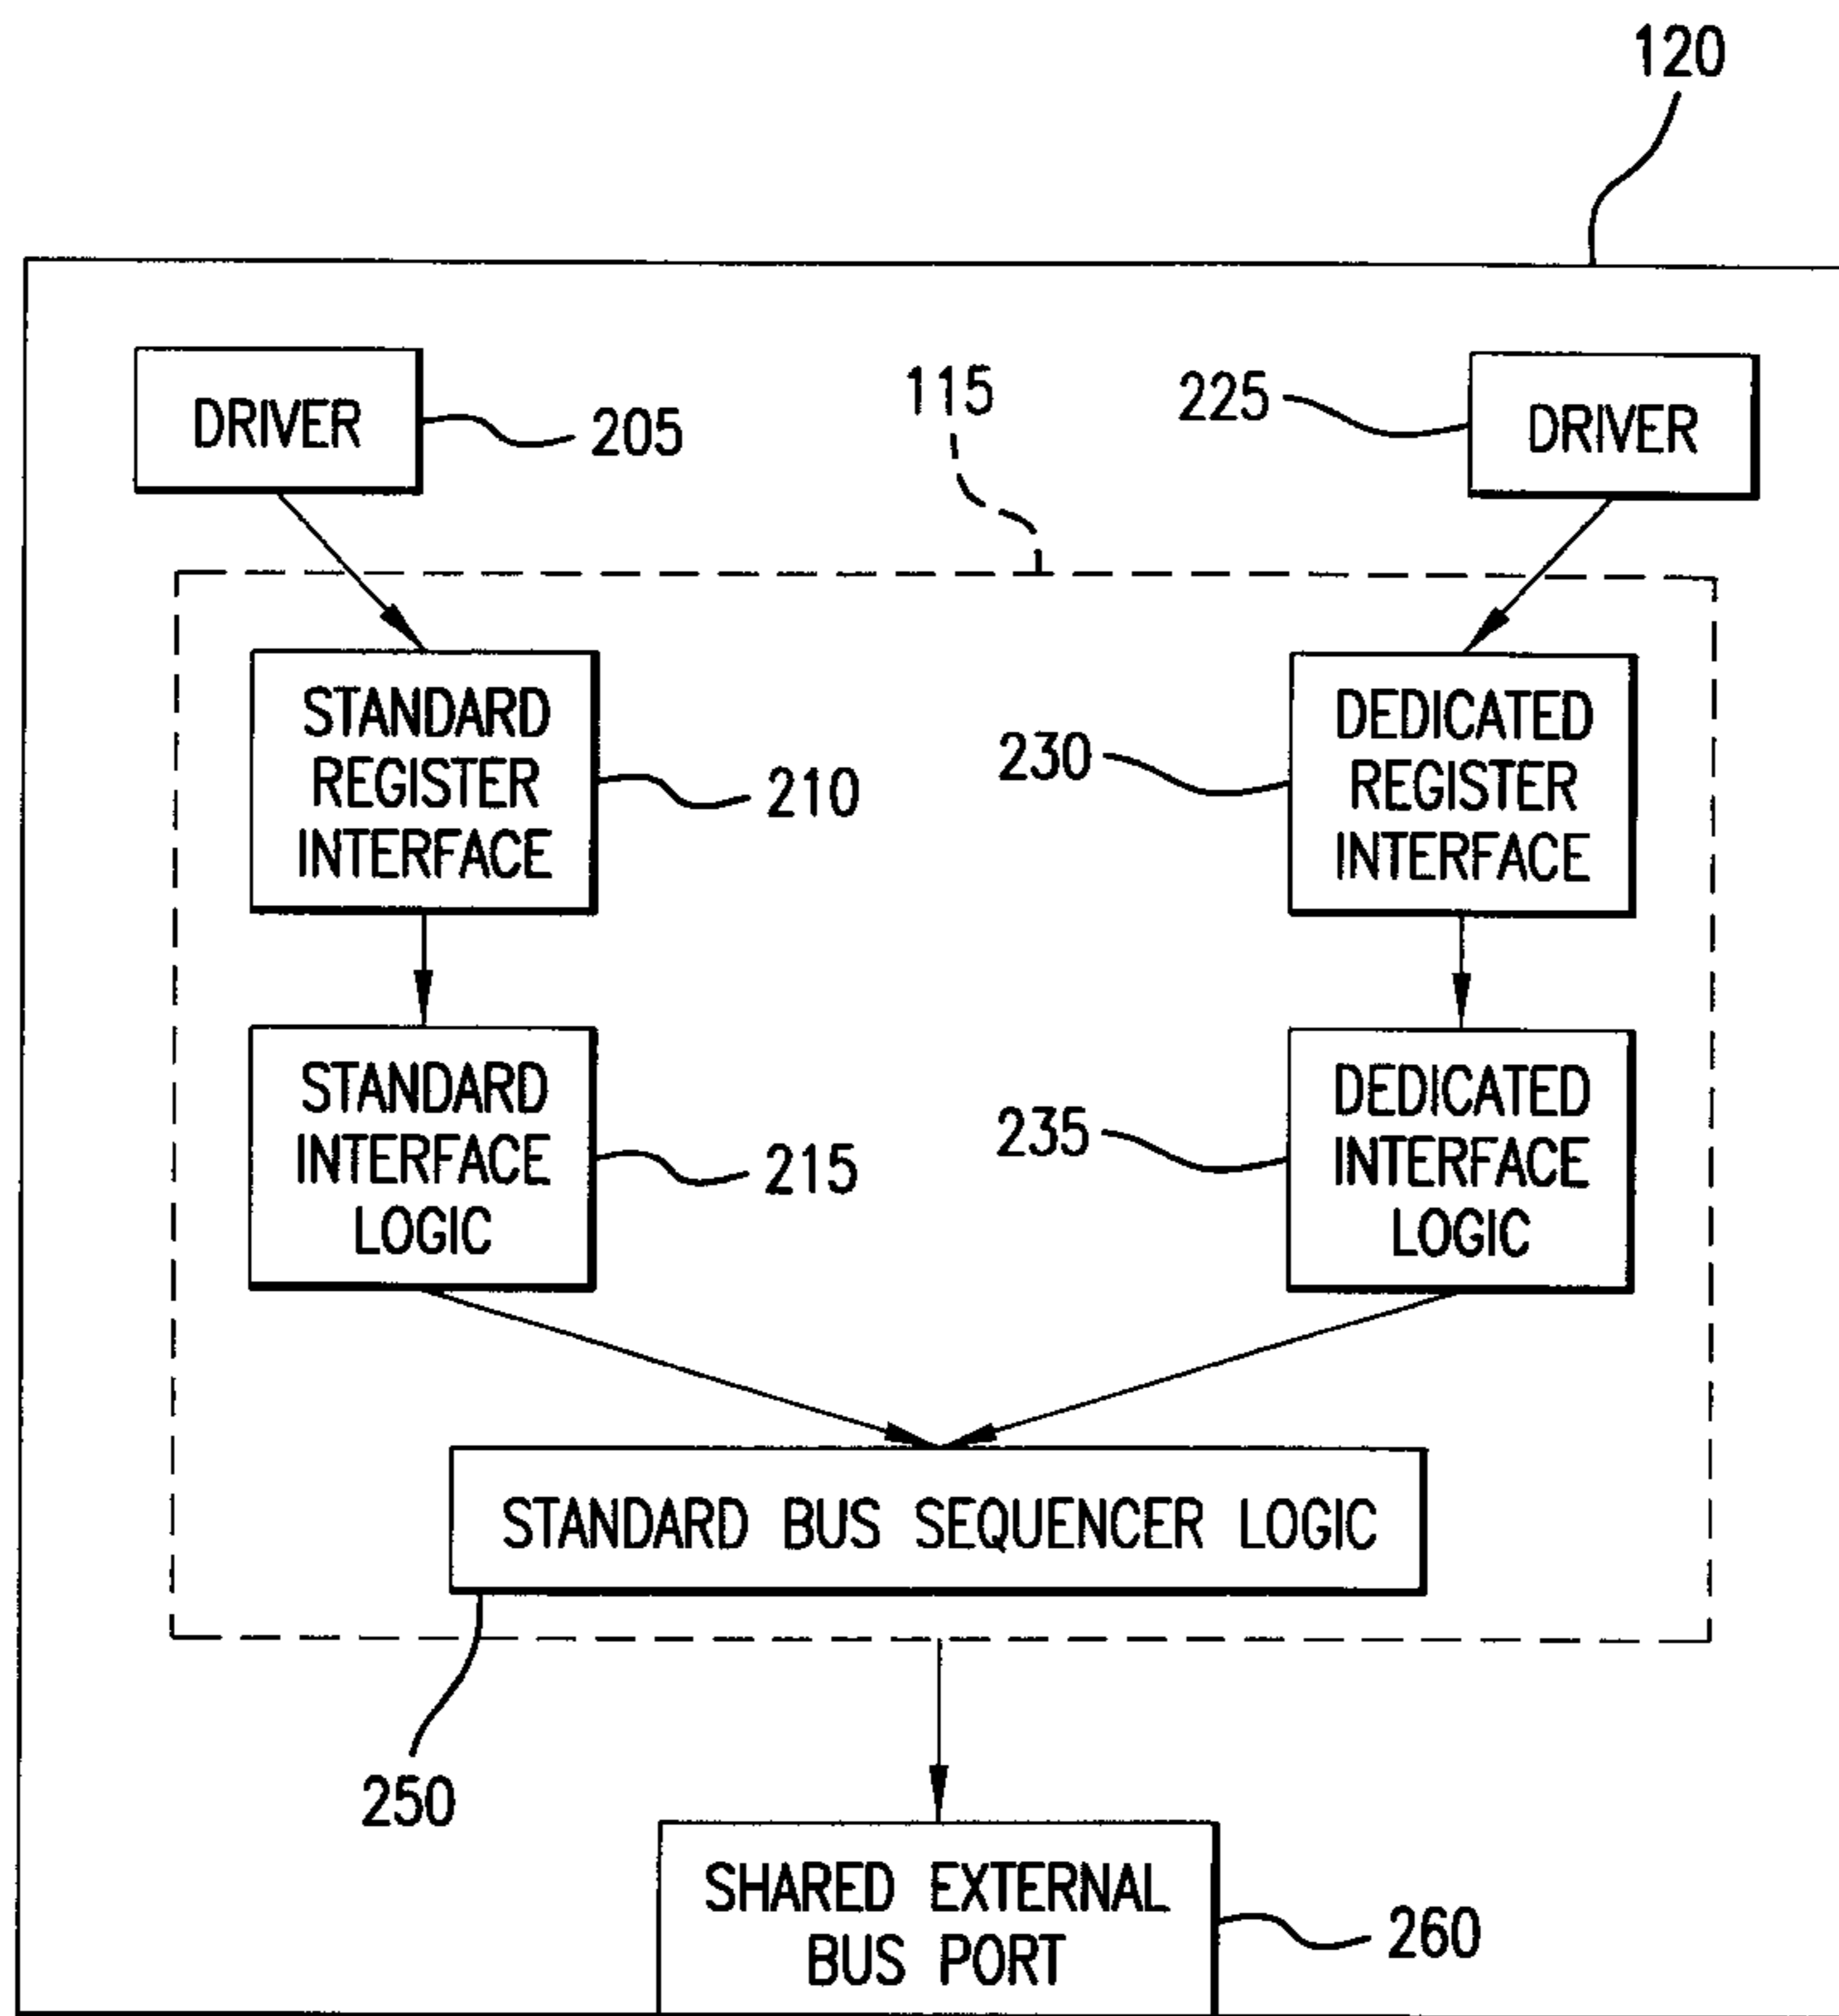 120
DRIVER
205
115
225
DRIVER
STANDARD
REGISTER
INTERFACE
210
230
DEDICATED
REGISTER
INTERFACE
STANDARD
INTERFACE
LOGIC
215
235
DEDICATED
INTERFACE
LOGIC
STANDARD BUS SEQUENCER LOGIC
250
SHARED EXTERNAL
BUS PORT
260